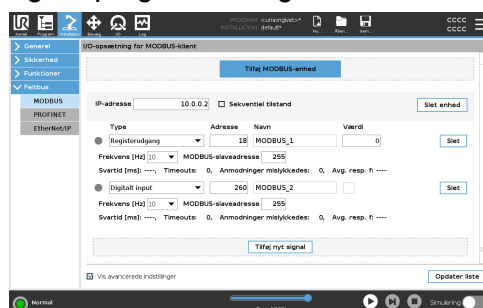 PROGRAM <unavngivet>*
INSTALLATION default*
Program
Installation
Bevæg
I/O
Log
Ny...
Åbn...
Gem...
cccc
cccc
Generel
I/O-opsætning for MODBUS-klient
Sikkerhed
Funktioner
Feltbus
MODBUS
PROFINET
EtherNet/IP
Tilføj MODBUS-enhed
IP-adresse 10.0.0.2 Sekventiel tilstand Slet enhed
Type Adresse Navn Værdi
Registerudgang 18 MODBUS_1 0 Slet
Frekvens [Hz] 10 MODBUS-slaveadresse 255
Svartid [ms]: ----, Timeouts: 0, Anmodninger mislykkedes: 0, Avg. resp. f: ----
Digitalt input 260 MODBUS_2 Slet
Frekvens [Hz] 10 MODBUS-slaveadresse 255
Svartid [ms]: ----, Timeouts: 0, Anmodninger mislykkedes: 0, Avg. resp. f: ----
Tilføj nyt signal
Vis avancerede indstillinger
Opdater liste
Normal
Simulering